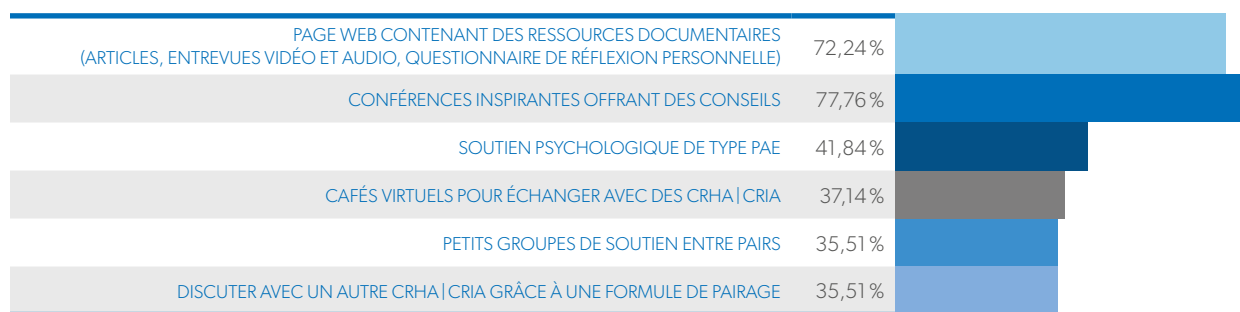 PAGE WEB CONTENANT DES RESSOURCES DOCUMENTAIRES
(ARTICLES, ENTREVUES VIDÉO ET AUDIO, QUESTIONNAIRE DE RÉFLEXION PERSONNELLE) 72,24 %
CONFÉRENCES INSPIRANTES OFFRANT DES CONSEILS 77,76 %
SOUTIEN PSYCHOLOGIQUE DE TYPE PAE 41,84 %
CAFÉS VIRTUELS POUR ÉCHANGER AVEC DES CRHA | CRIA 37,14 %
PETITS GROUPES DE SOUTIEN ENTRE PAIRS 35,51 %
DISCUTER AVEC UN AUTRE CRHA | CRIA GRÂCE À UNE FORMULE DE PAIRAGE 35,51 %